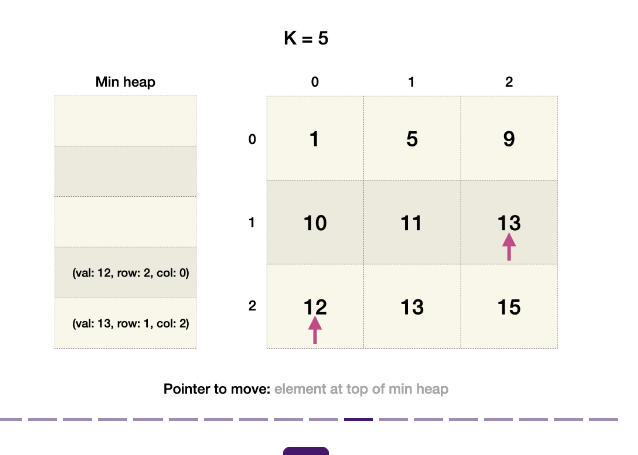 K = 5
Min heap
0 1 2
0 1 5 9
1 10 11 13
(val: 12, row: 2, col: 0)
(val: 13, row: 1, col: 2)
2 12 13 15
Pointer to move: element at top of min heap